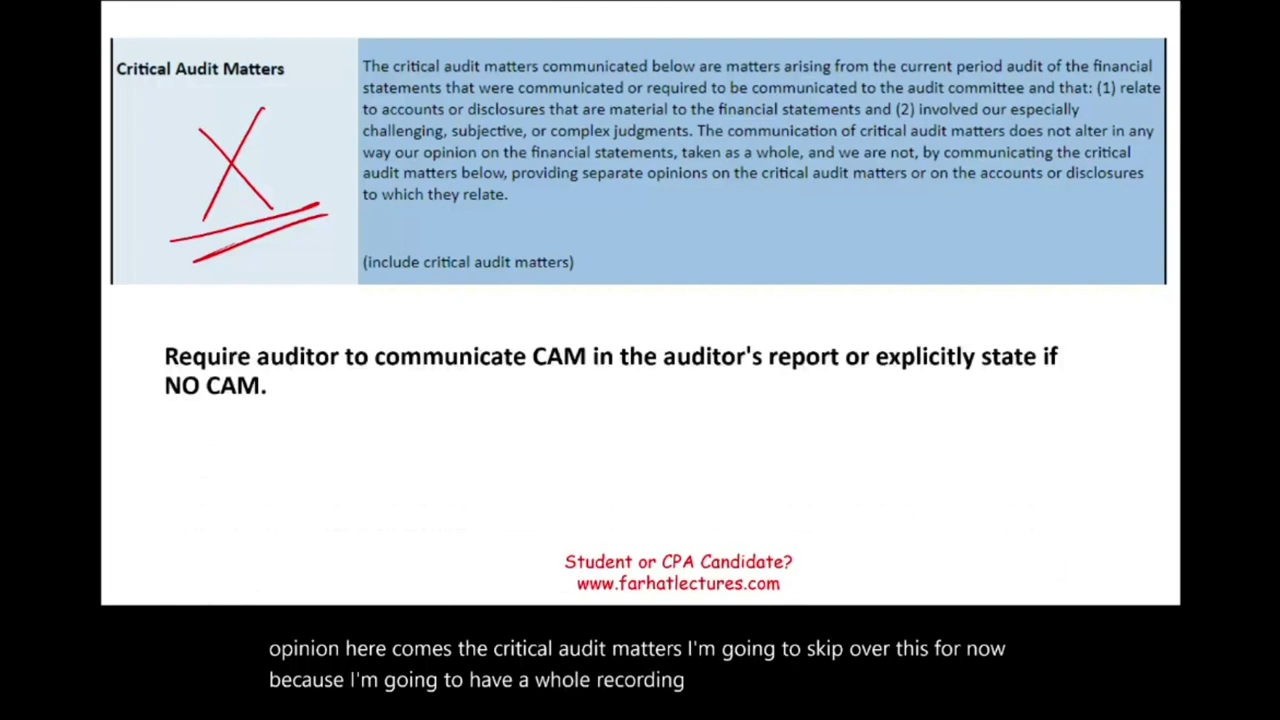 Critical Audit Matters
The critical audit matters communicated below are matters arising from the current period audit of the financial
statements that were communicated or required to be communicated to the audit committee and that: (1) relate
to accounts or disclosures that are material to the financial statements and (2) involved our especially
challenging, subjective, or complex judgments. The communication of critical audit matters does not alter in any
way our opinion on the financial statements, taken as a whole, and we are not, by communicating the critical
audit matters below, providing separate opinions on the critical audit matters or on the accounts or disclosures
to which they relate.
(include critical audit matters)
Require auditor to communicate CAM in the auditor's report or explicitly state if
NO CAM.
Student or CPA Candidate?
www.farhatlectures.com
opinion here comes the critical audit matters I'm going to skip over this for now
because I'm going to have a whole recording